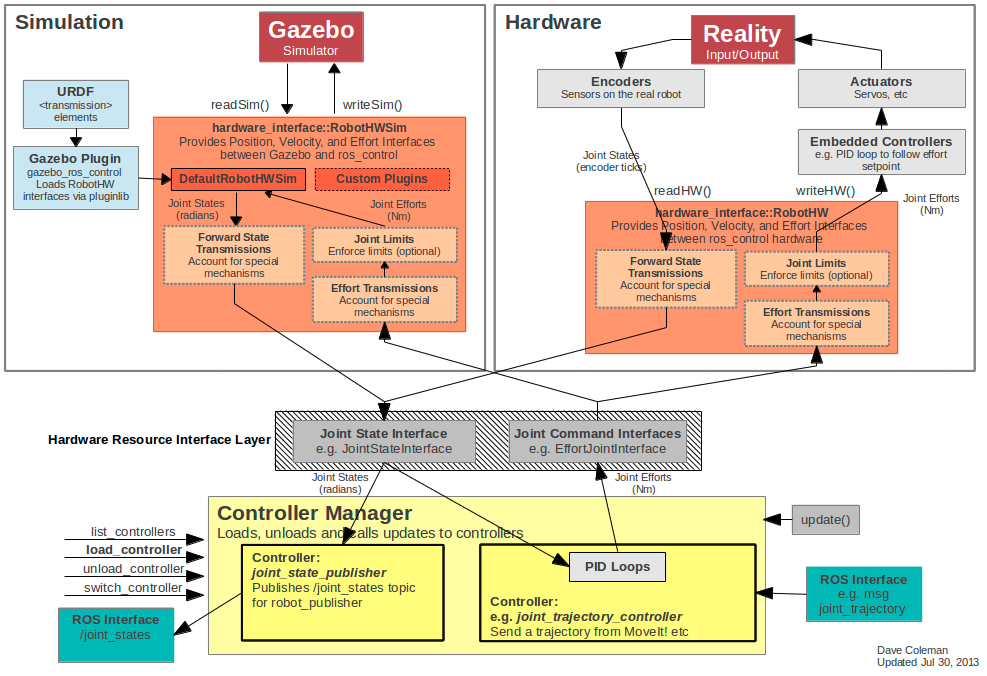 Simulation
Gazebo
Simulator
readSim()
writeSim()
URDF
<transmission>
elements
Gazebo Plugin
gazebo_ros_control
Loads RobotHW
interfaces via pluginlib
hardware_interface::RobotHWSim
Provides Position, Velocity, and Effort Interfaces
between Gazebo and ros_control
DefaultRobotHWSim
Custom Plugins
Joint States
(radians)
Joint Efforts
(Nm)
Forward State
Transmissions
Account for special
mechanisms
Joint Limits
Enforce limits (optional)
Effort Transmissions
Account for special
mechanisms
Hardware
Reality
Input/Output
Encoders
Sensors on the real robot
Actuators
Servos, etc
Embedded Controllers
e.g. PID loop to follow effort
setpoint
Joint States
(encoder ticks)
readHW()
writeHW()
Joint Efforts
(Nm)
hardware_interface::RobotHW
Provides Position, Velocity, and Effort Interfaces
between ros_control hardware
Forward State
Transmissions
Account for special
mechanisms
Joint Limits
Enforce limits (optional)
Effort Transmissions
Account for special
mechanisms
Hardware Resource Interface Layer
Joint State Interface
e.g. JointStateInterface
Joint Command Interfaces
e.g. EffortJointInterface
Joint States
(radians)
Joint Efforts
(Nm)
Controller Manager
Loads, unloads and calls updates to controllers
list_controllers
load_controller
unload_controller
switch_controller
update()
Controller:
joint_state_publisher
Publishes /joint_states topic
for robot_publisher
PID Loops
Controller:
e.g. joint_trajectory_controller
Send a trajectory from MoveIt! etc
ROS Interface
/joint_states
ROS Interface
e.g. msg
joint_trajectory
Dave Coleman
Updated Jul 30, 2013